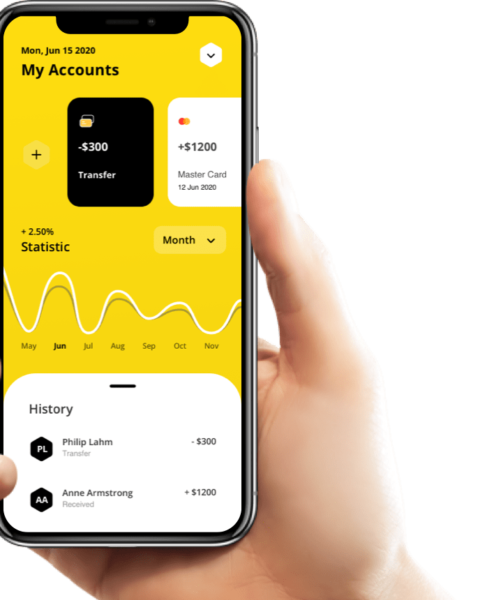 Mon, Jun 15 2020
My Accounts
-$300
Transfer
+$1200
Master Card
12 Jun 2020
+ 2.50%
Statistic
Month
May Jun Jul Aug Sep Oct Nov
History
PL Philip Lahm - $300
Transfer
AA Anne Armstrong + $1200
Received